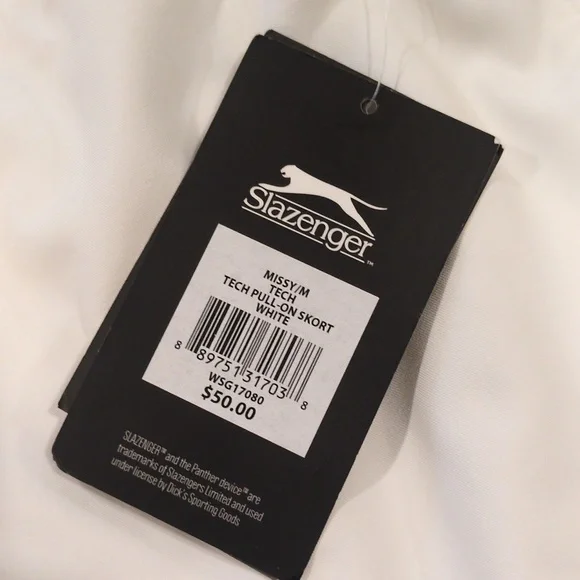 Slazenger™
MISSY/M
TECH
TECH PULL-ON SKORT
WHITE
8 89751 31703 8
WSG17080
$50.00
SLAZENGER™ and the Panther device™ are
trademarks of Slazengers Limited and used
under license by Dick's Sporting Goods